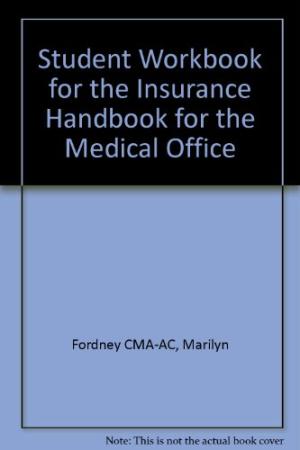 Student Workbook
for the Insurance
Handbook for the
Medical Office
Fordney CMA-AC, Marilyn
Note: This is not the actual book cover